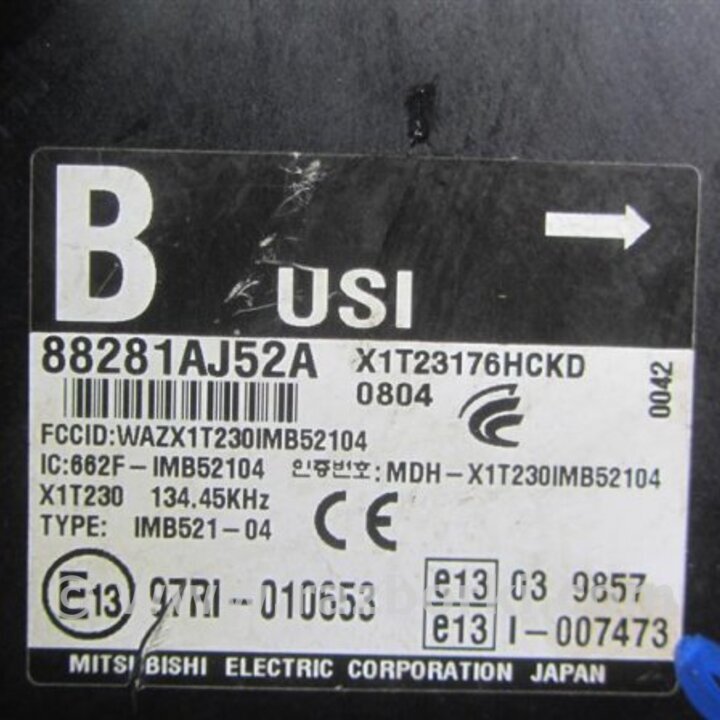 B
USI
88281AJ52A X1T23176HCKD
0804
0042
FCCID:WAZX1T230IMB52104
IC:662F-IMB52104 인증번호:MDH-X1T230IMB52104
X1T230 134.45KHz
TYPE: IMB521-04
CE
E13 97RI-010653 e13 03 9857
e13 I-007473
MITSUBISHI ELECTRIC CORPORATION JAPAN